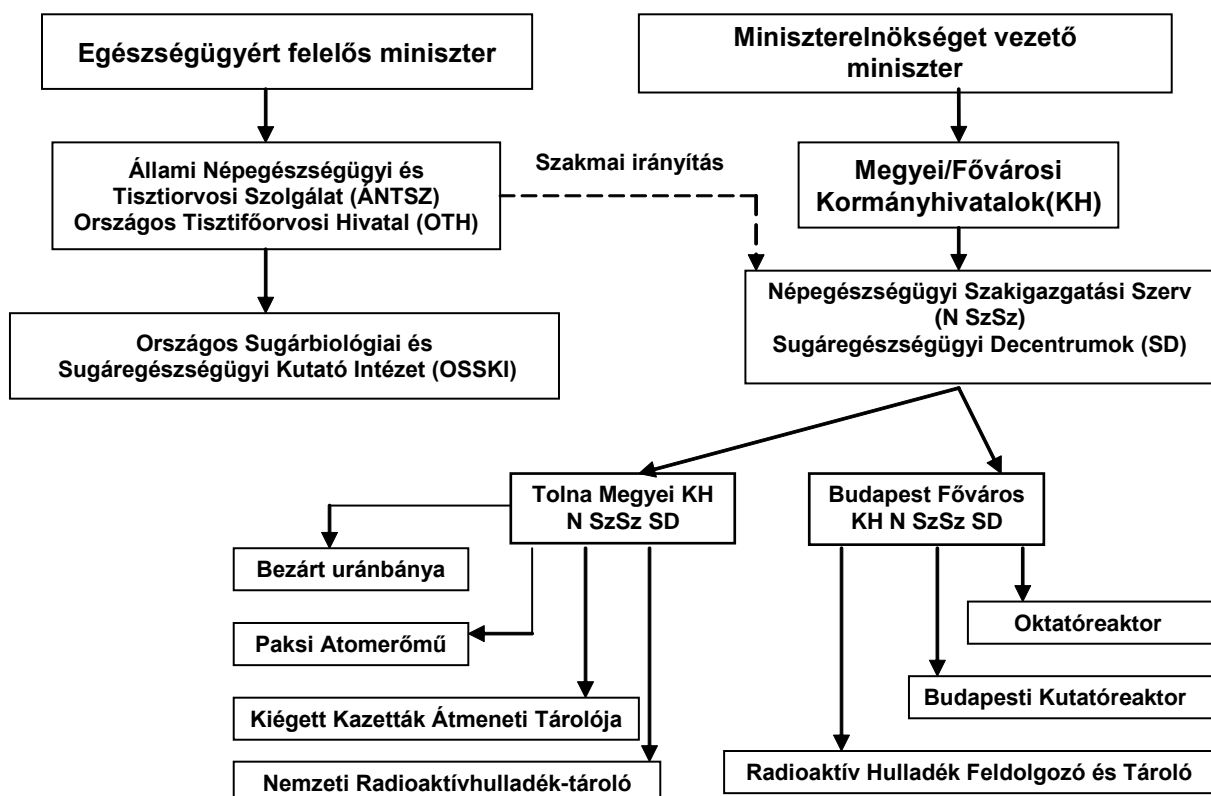 Egészségügyért felelős miniszter
Miniszterelnökséget vezető
miniszter
Állami Népegészségügyi és
Tisztiorvosi Szolgálat (ÁNTSZ)
Országos Tisztifőorvosi Hivatal (OTH)
Szakmai irányítás
Megyei/Fővárosi
Kormányhivatalok(KH)
Népegészségügyi Szakigazgatási Szerv
(N SzSz)
Sugáregészségügyi Decentrumok (SD)
Országos Sugárbiológiai és
Sugáregészségügyi Kutató Intézet (OSSKI)
Tolna Megyei KH
N SzSz SD
Budapest Főváros
KH N SzSz SD
Bezárt uránbánya
Oktatóreaktor
Paksi Atomerőmű
Budapesti Kutatóreaktor
Kiégett Kazetták Átmeneti Tárolója
Radioaktív Hulladék Feldolgozó és Tároló
Nemzeti Radioaktívhulladék-tároló